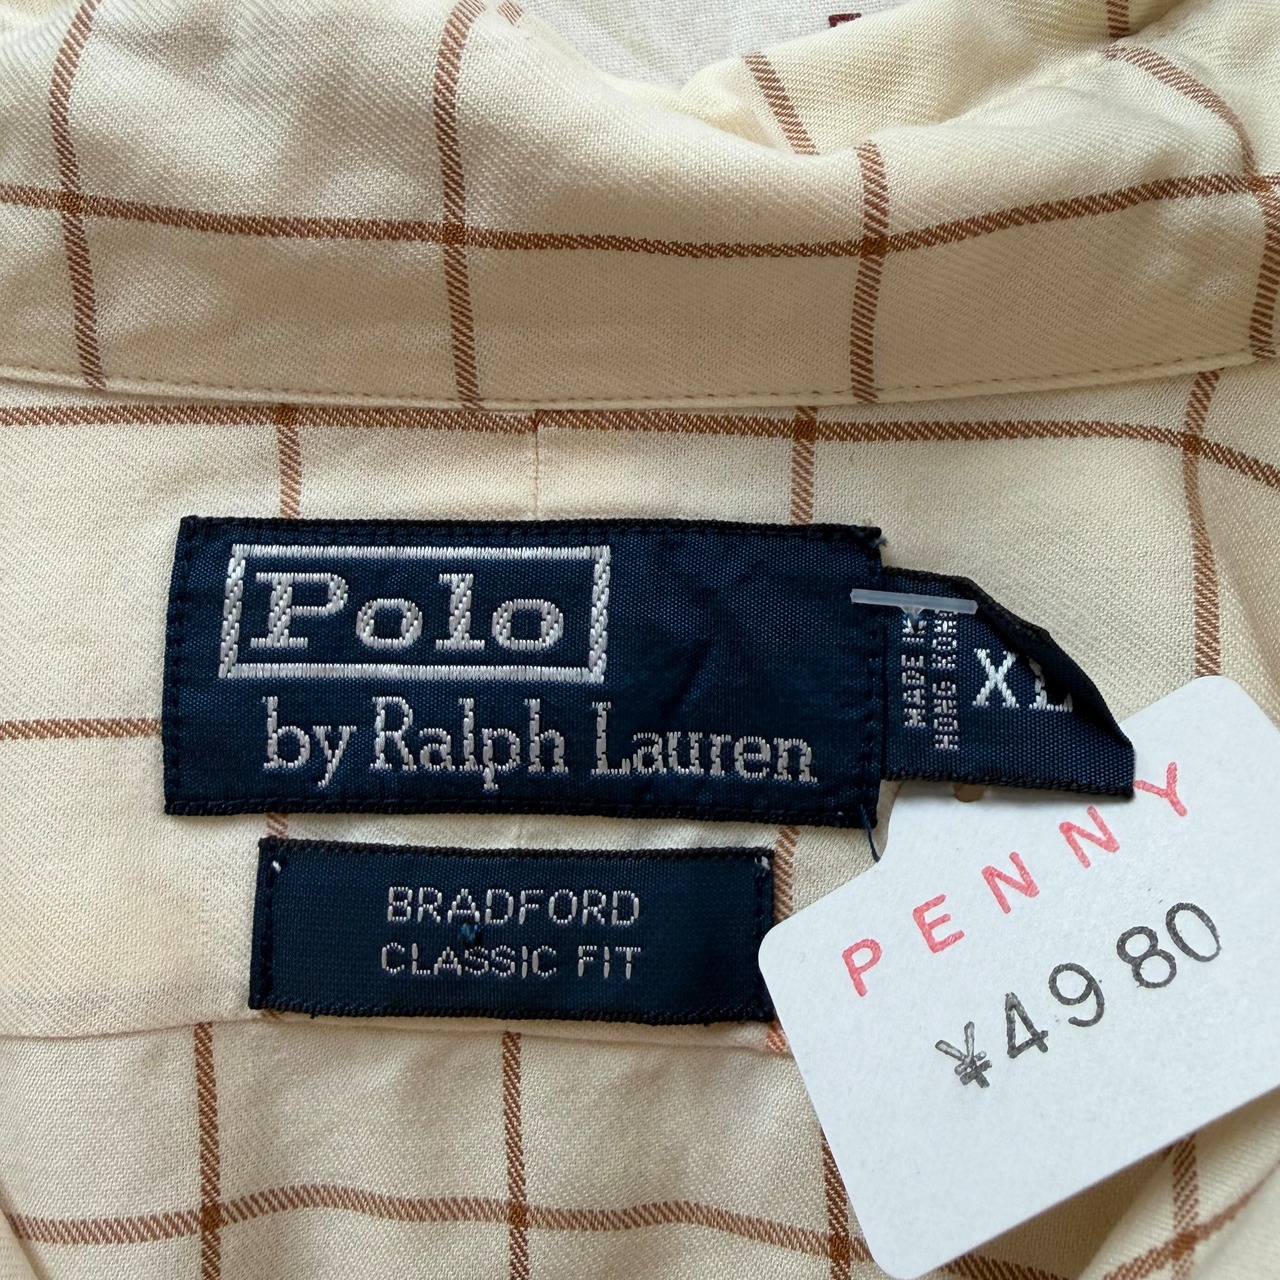 Polo
by Ralph Lauren
MADE IN
HONG KONG
XL
BRADFORD
CLASSIC FIT
PENNY
¥4980